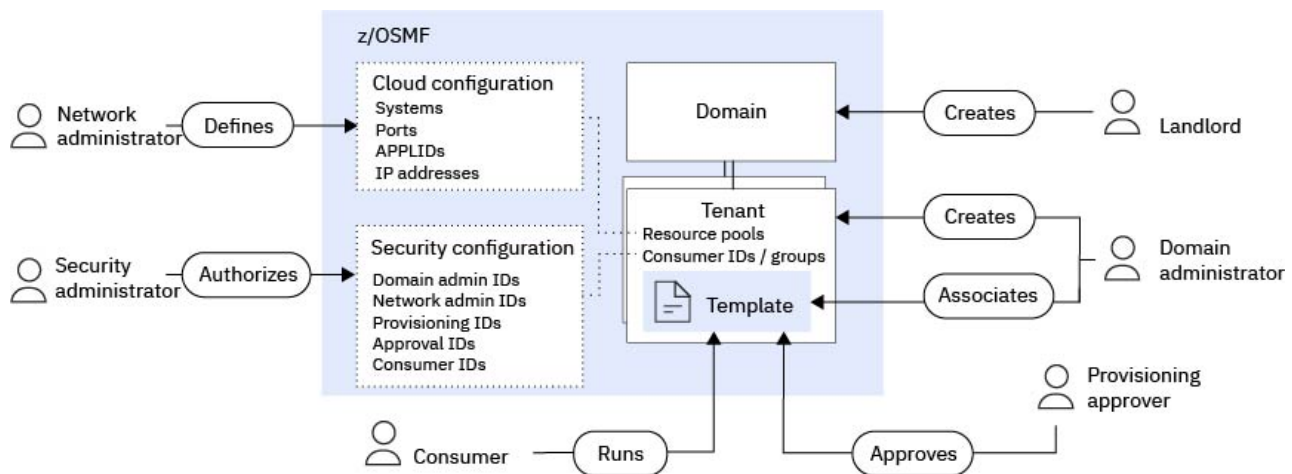 z/OSMF
Network
administrator
Defines
Cloud configuration
Systems
Ports
APPLIDs
IP addresses
Domain
Creates
Landlord
Security
administrator
Authorizes
Security configuration
Domain admin IDs
Network admin IDs
Provisioning IDs
Approval IDs
Consumer IDs
Tenant
Resource pools
Consumer IDs / groups
Template
Creates
Associates
Domain
administrator
Provisioning
approver
Consumer
Runs
Approves